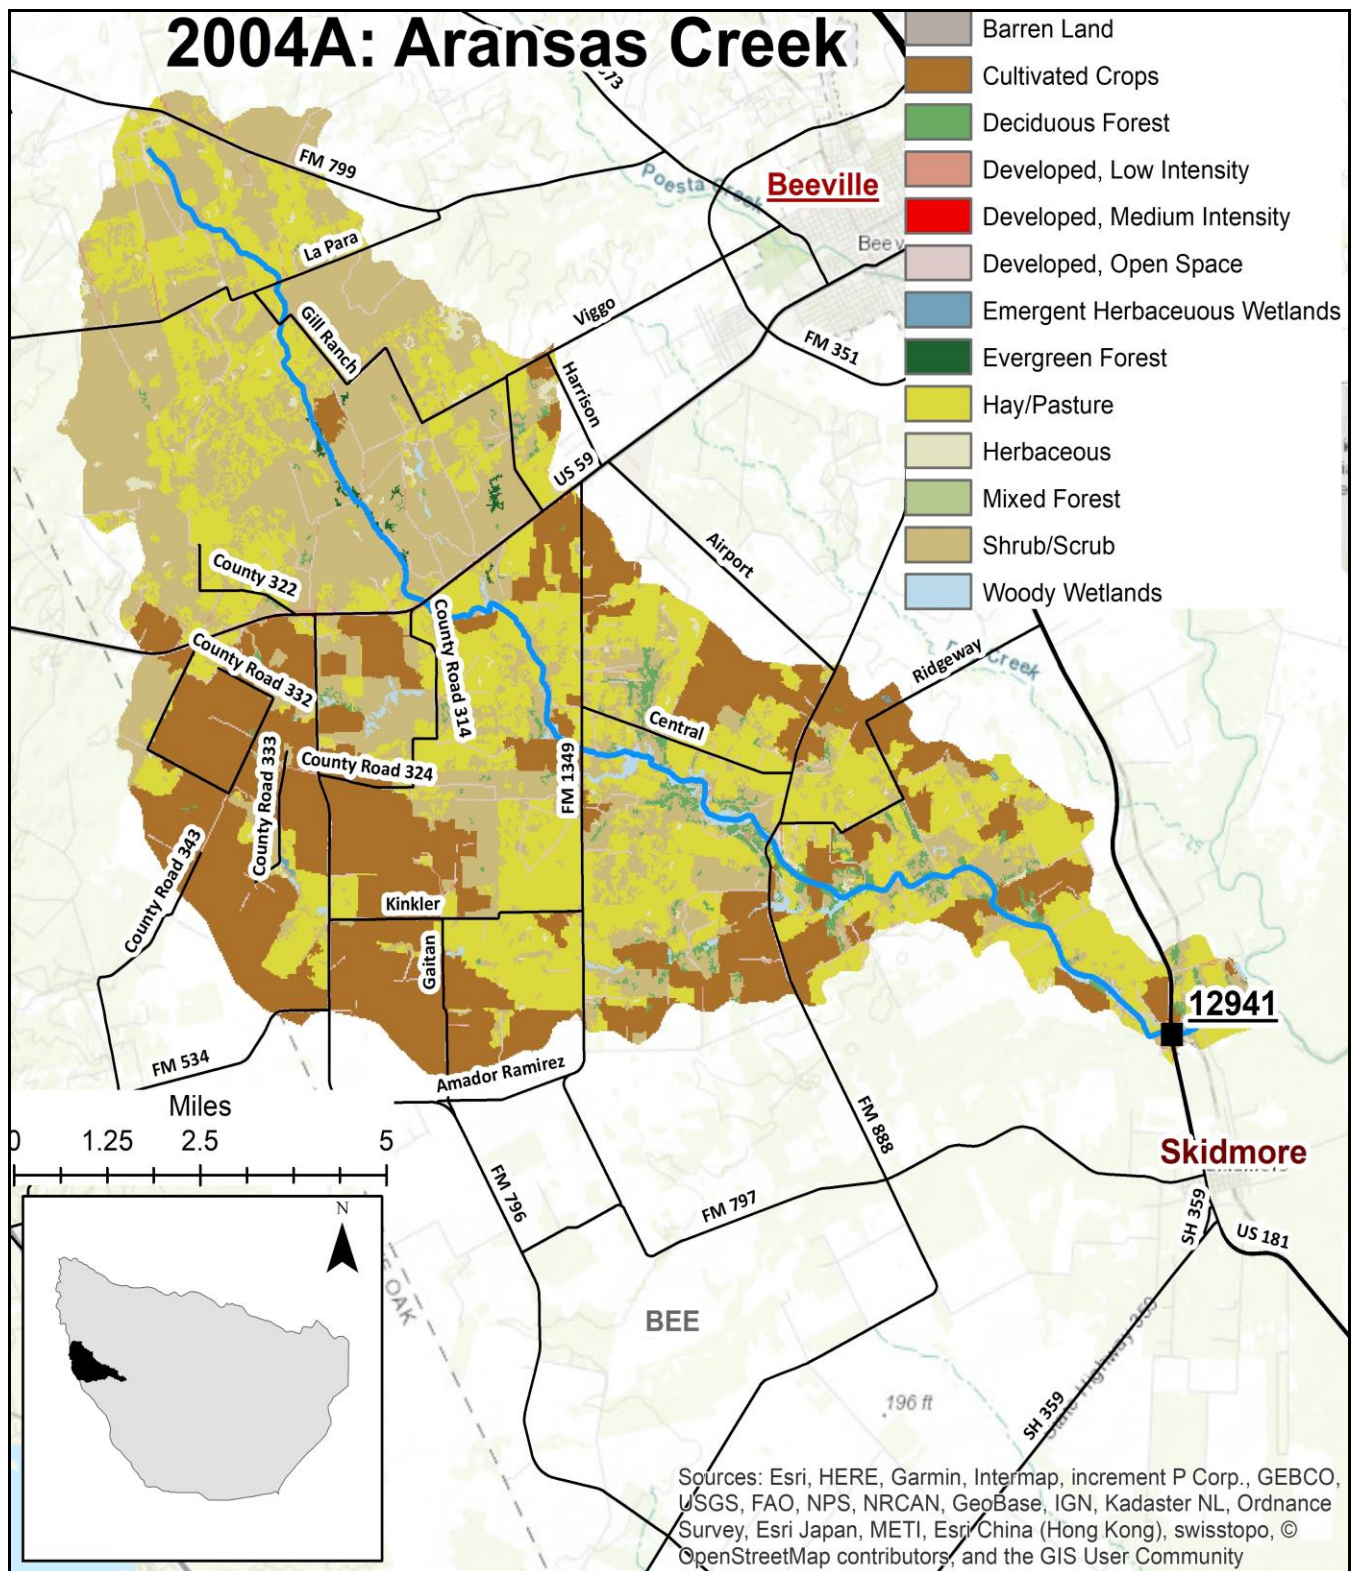 2004A: Aransas Creek
Barren Land
Cultivated Crops
Deciduous Forest
Developed, Low Intensity
Developed, Medium Intensity
Developed, Open Space
Emergent Herbaceuous Wetlands
Evergreen Forest
Hay/Pasture
Herbaceous
Mixed Forest
Shrub/Scrub
Woody Wetlands
FM 799
Poesta Creek
Beeville
Beev
La Para
Viggo
Gill Ranch
FM 351
Harrison
US 59
Airport
County 322
County Road 332
County Road 314
Ridgeway
Creek
Central
County Road 333
County Road 324
FM 1349
County Road 343
Kinkler
Gaitan
12941
FM 534
Amador Ramirez
Miles
0 1.25 2.5 5
FM 888
Skidmore
FM 796
FM 797
SH 359
US 181
N
OAK
BEE
196 ft
SH 359
State Highway 359
Sources: Esri, HERE, Garmin, Intermap, increment P Corp., GEBCO,
USGS, FAO, NPS, NRCAN, GeoBase, IGN, Kadaster NL, Ordnance
Survey, Esri Japan, METI, Esri China (Hong Kong), swisstopo, ©
OpenStreetMap contributors, and the GIS User Community